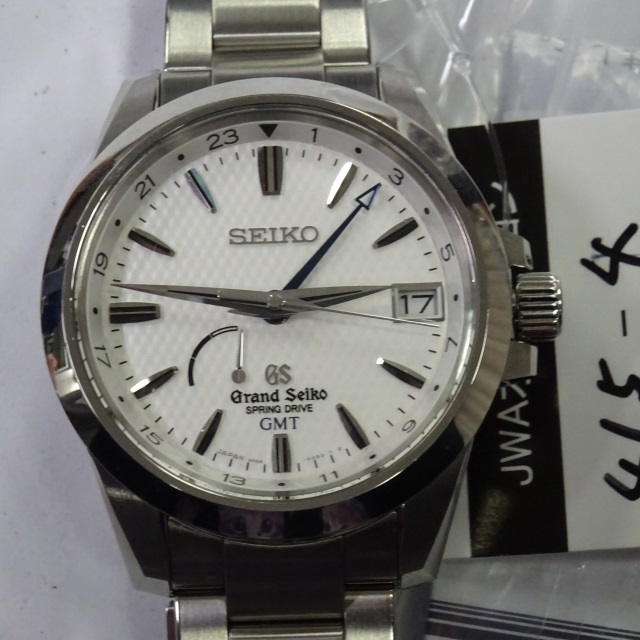 23 1
21 3
SEIKO
19 5
17
17 7
GS
Grand Seiko
SPRING DRIVE
GMT
15 9
JAPAN
13 11
JWA
415-4